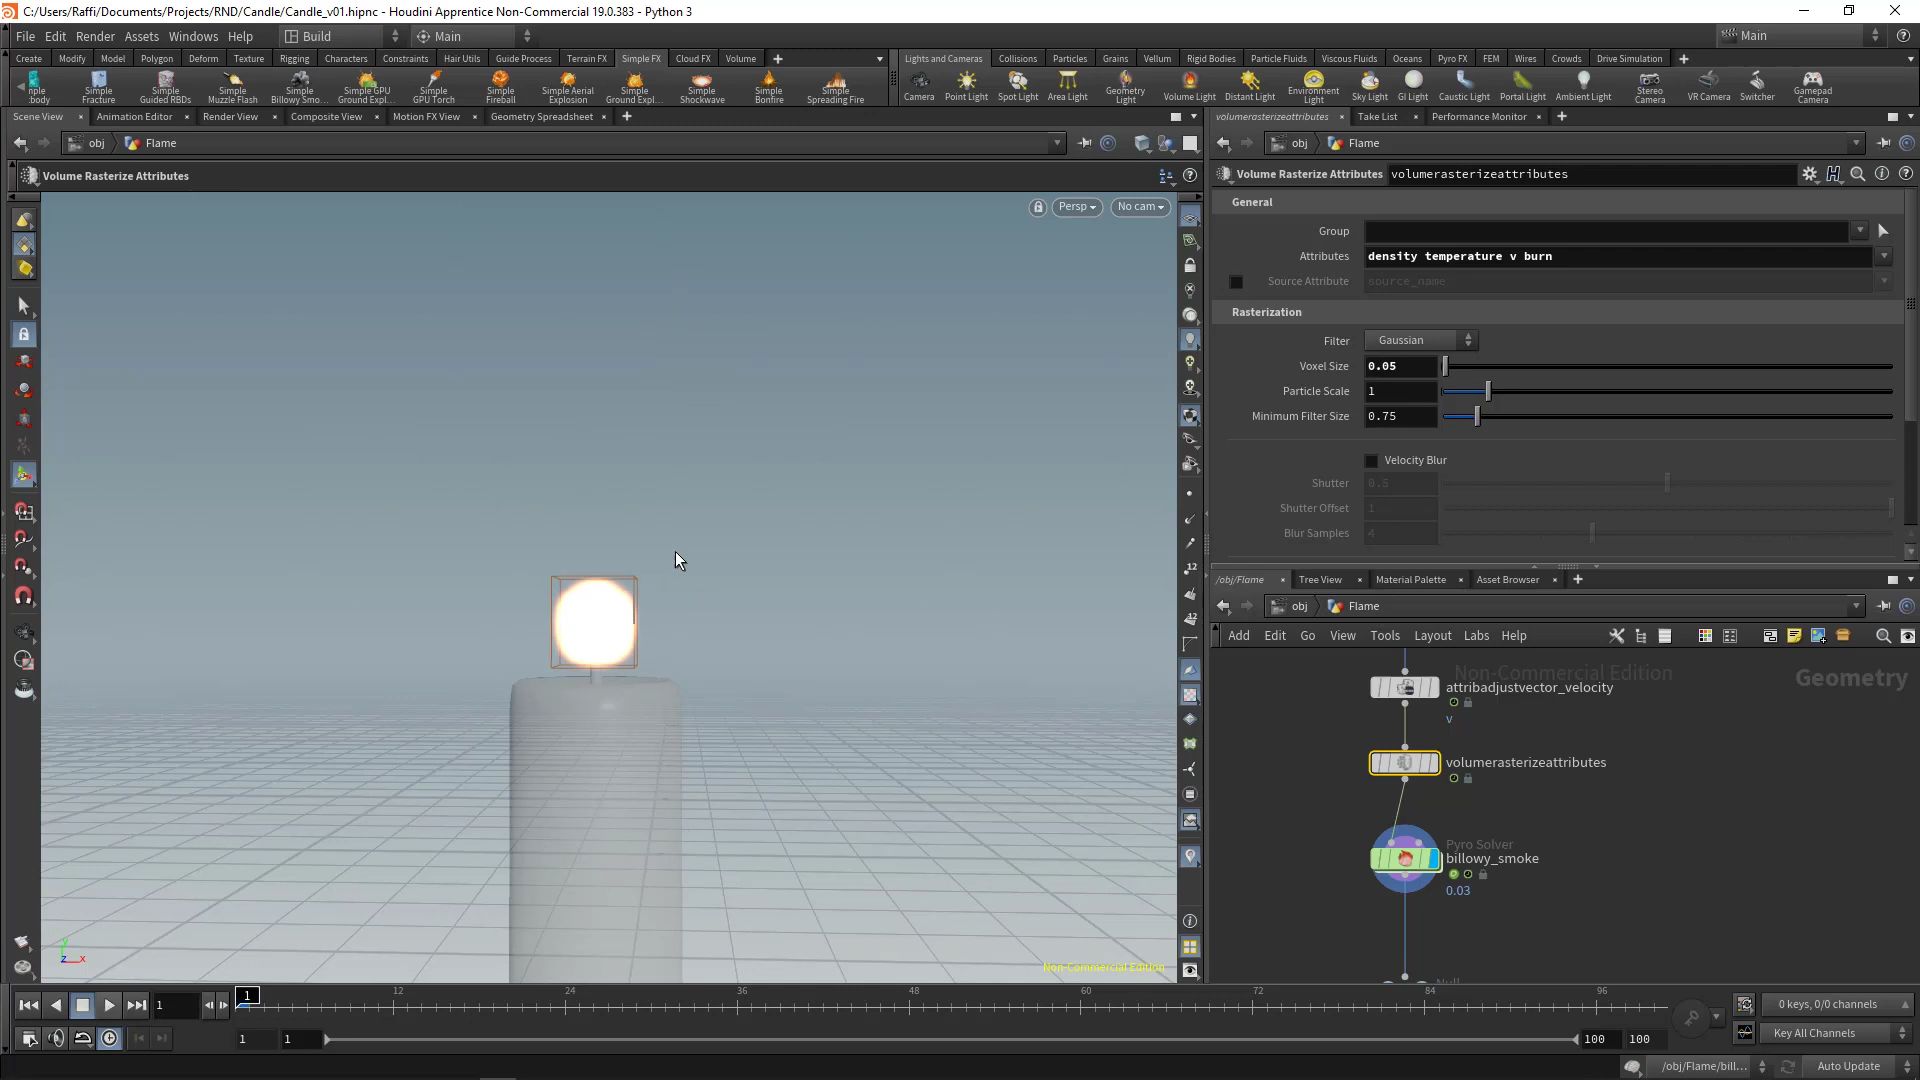 C:/Users/Raffi/Documents/Projects/RND/Candle/Candle_v01.hipnc - Houdini Apprentice Non-Commercial 19.0.383 - Python 3
File Edit Render Assets Windows Help Build Main Main
Create Modify Model Polygon Deform Texture Rigging Characters Constraints Hair Utils Guide Process Terrain FX Simple FX Cloud FX Volume
Lights and Cameras Collisions Particles Grains Vellum Rigid Bodies Particle Fluids Viscous Fluids Oceans Pyro FX FEM Wires Crowds Drive Simulation
Simple Fracture
Simple Guided RBDs
Simple Muzzle Flash
Simple Billowy Smo...
Simple GPU Ground Expl...
Simple GPU Torch
Simple Fireball
Simple Aerial Explosion
Simple Ground Expl...
Simple Shockwave
Simple Bonfire
Simple Spreading Fire
Camera Point Light Spot Light Area Light Geometry Light Volume Light Distant Light Environment Light Sky Light GI Light Caustic Light Portal Light Ambient Light Stereo Camera VR Camera Switcher Gamepad Camera
Scene View Animation Editor Render View Composite View Motion FX View Geometry Spreadsheet
volumerasterizeattributes Take List Performance Monitor
obj Flame
obj Flame
Volume Rasterize Attributes
Volume Rasterize Attributes volumerasterizeattributes
Persp No cam
General
Group
Attributes density temperature v burn
Source Attribute source_name
Rasterization
Filter Gaussian
Voxel Size 0.05
Particle Scale 1
Minimum Filter Size 0.75
Velocity Blur
Shutter 0.5
Shutter Offset 1
Blur Samples 4
/obj/Flame Tree View Material Palette Asset Browser
obj Flame
Add Edit Go View Tools Layout Labs Help
Non-Commercial Edition Geometry
attribadjustvector_velocity
v
volumerasterizeattributes
Pyro Solver
billowy_smoke
0.03
Null
Non-Commercial Edition
12
12
y
z x
1 1 12 24 36 48 60 72 84 96
0 keys, 0/0 channels
1 1 100 100 Key All Channels
/obj/Flame/bill... Auto Update